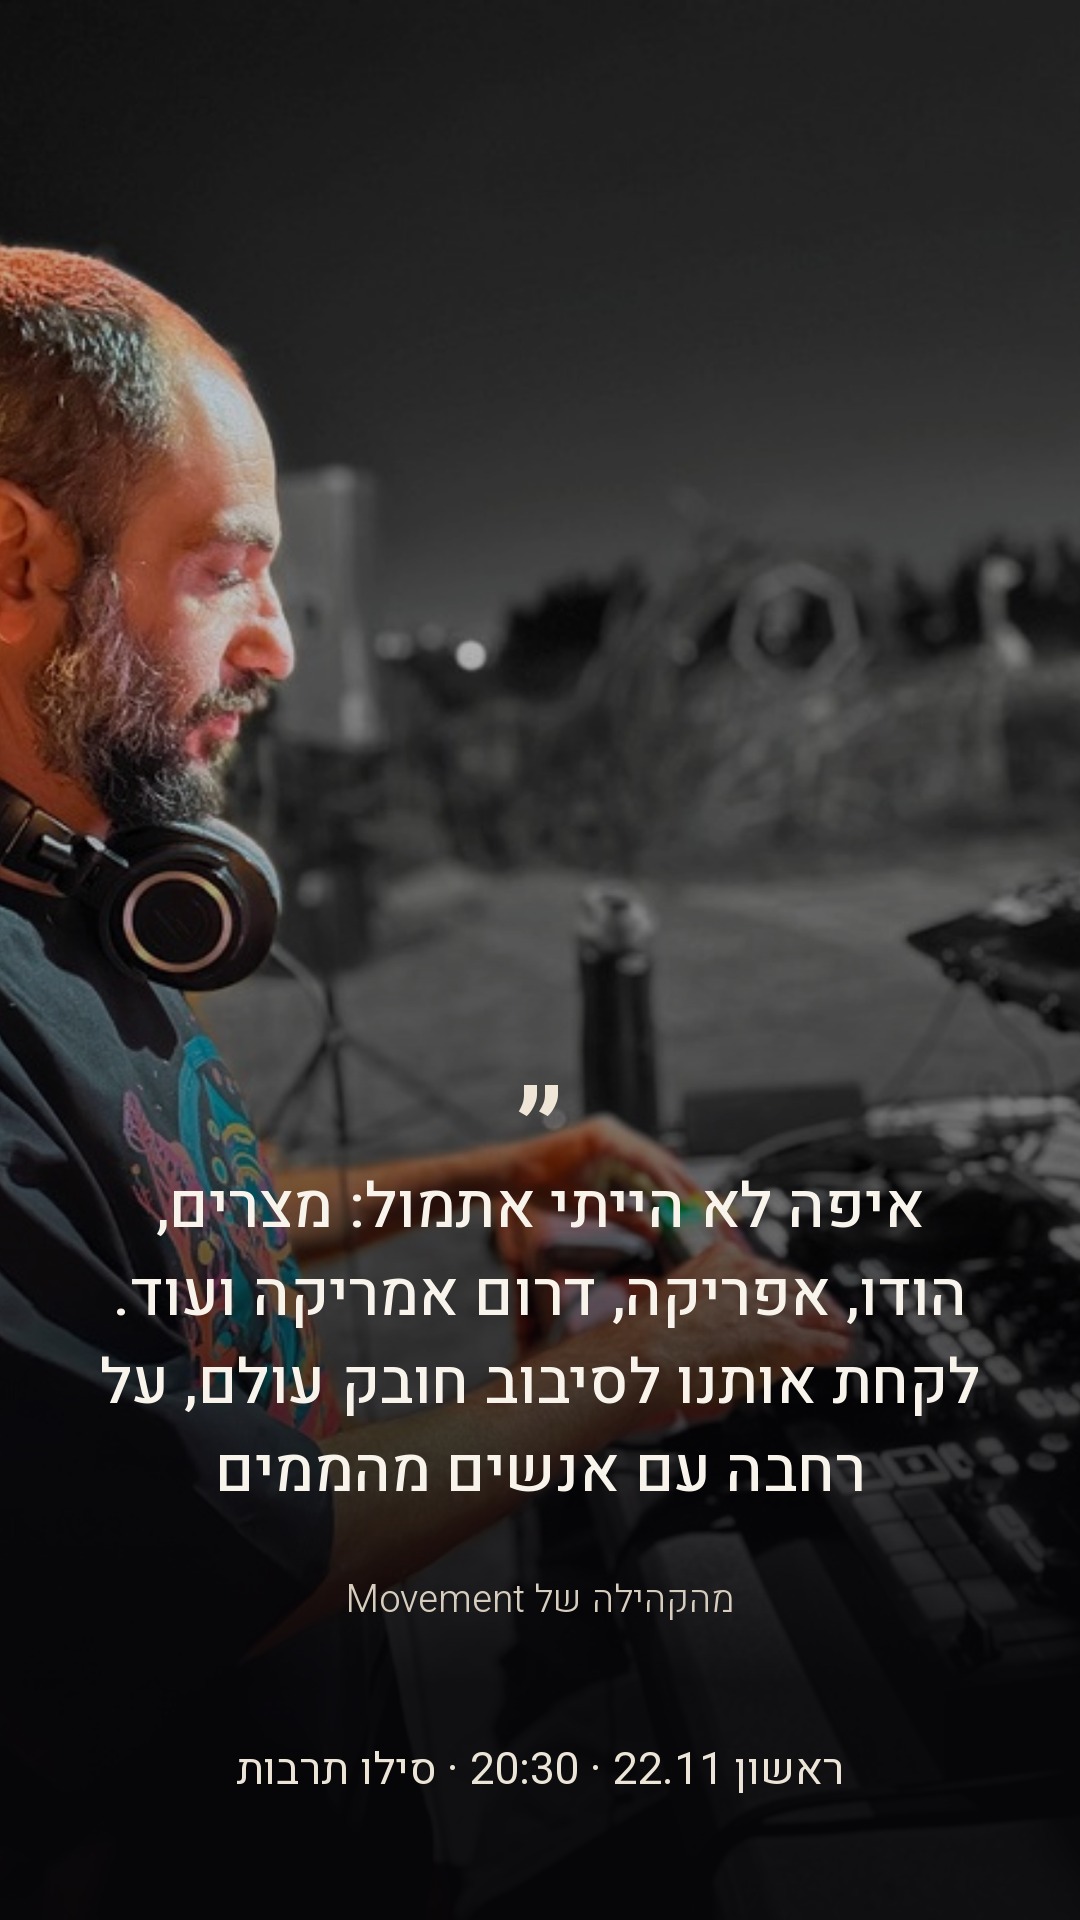 ”
איפה לא הייתי אתמול: מצרים,
הודו, אפריקה, דרום אמריקה ועוד.
לקחת אותנו לסיבוב חובק עולם, על
רחבה עם אנשים מהממים
מהקהילה של Movement
ראשון 22.11 · 20:30 · סילו תרבות